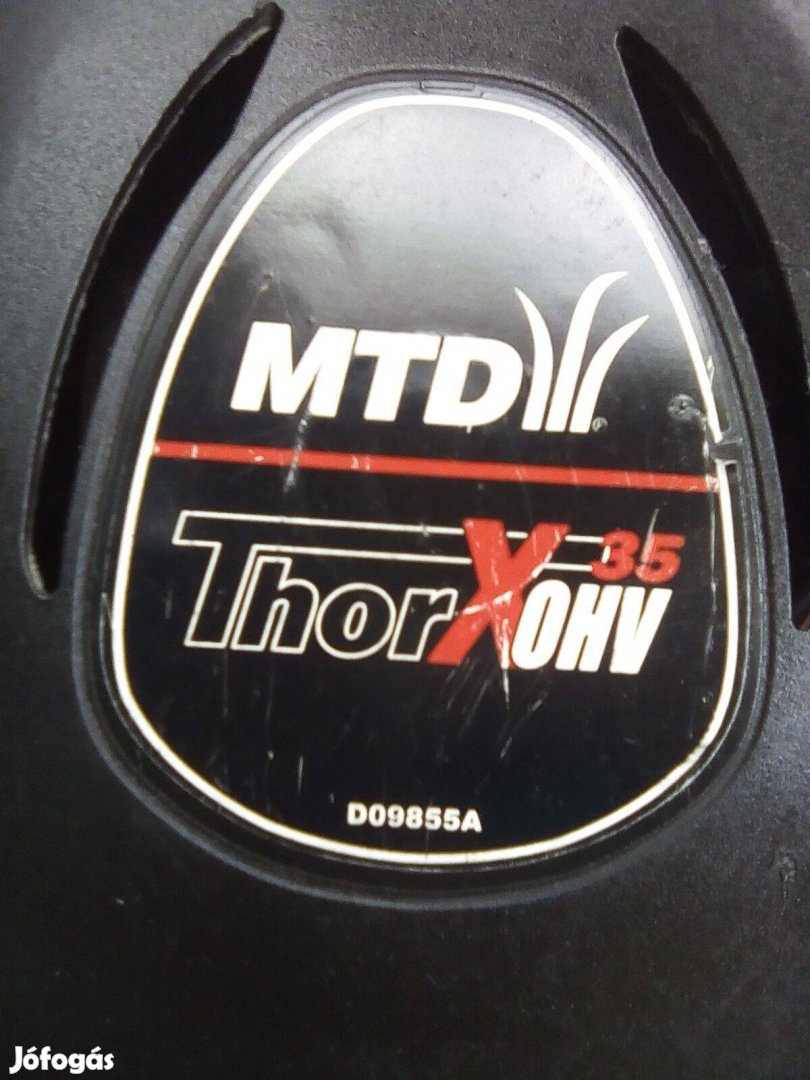 MTD
35
ThorX OHV
D09855A
Jófogás